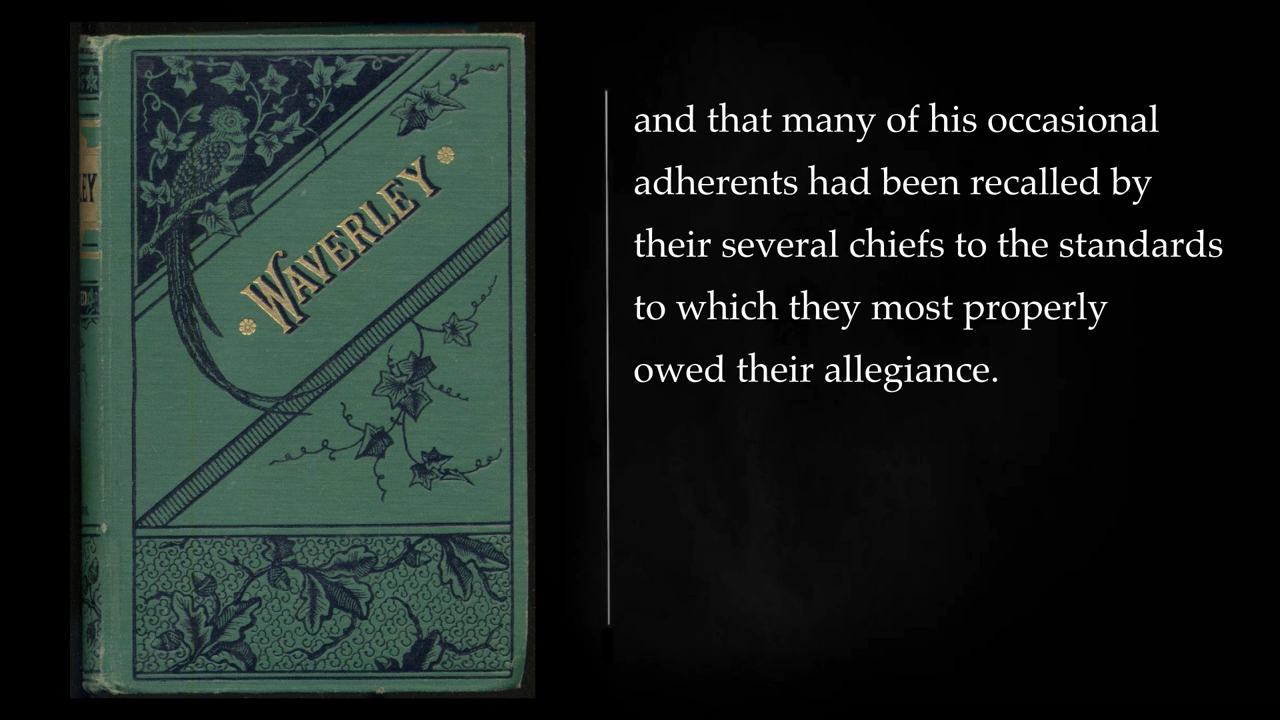 WAVERLEY
EY
and that many of his occasional
adherents had been recalled by
their several chiefs to the standards
to which they most properly
owed their allegiance.